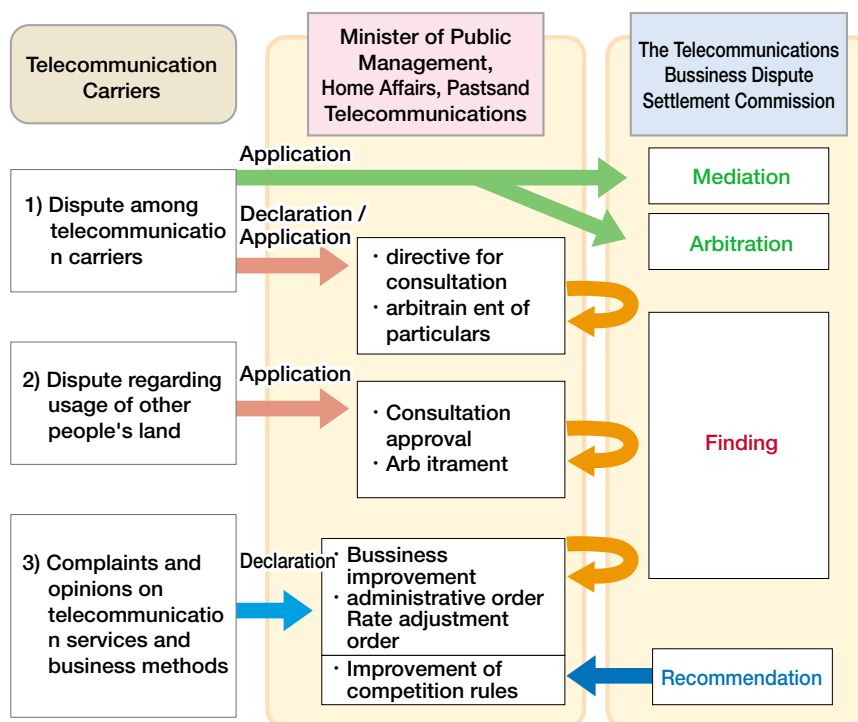 Telecommunication
Carriers
Minister of Public
Management,
Home Affairs, Pastsand
Telecommunications
The Telecommunications
Bussiness Dispute
Settlement Commission
Application
1) Dispute among
telecommunicatio
n carriers
Declaration /
Application
Mediation
Arbitration
・ directive for
consultation
・ arbitrain ent of
particulars
2) Dispute regarding
usage of other
people's land
Application
・ Consultation
approval
・ Arb itrament
Finding
3) Complaints and
opinions on
telecommunicatio
n services and
business methods
Declaration
・ Bussiness
improvement
・ administrative order
Rate adjustment
order
・ Improvement of
competition rules
Recommendation